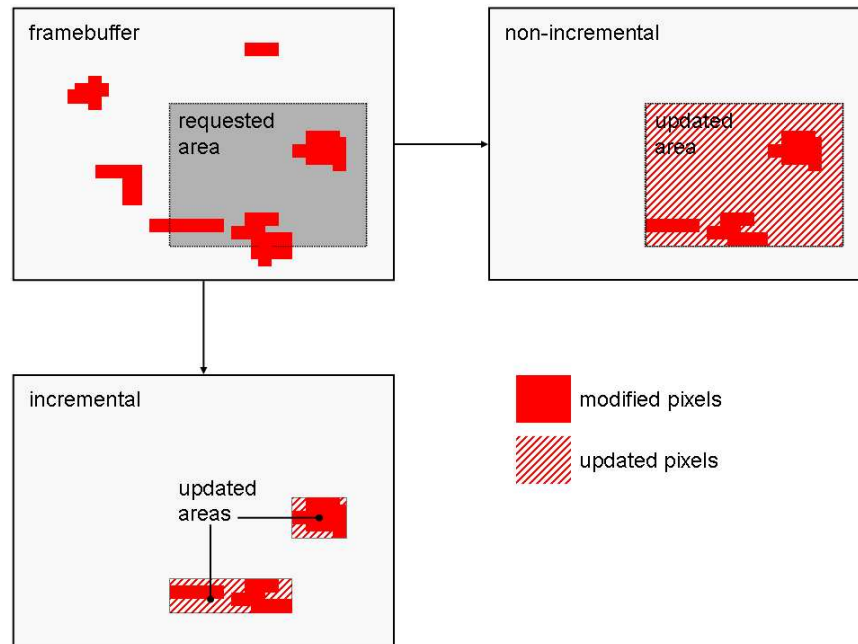 framebuffer
requested
area
non-incremental
updated
area
incremental
updated
areas
modified pixels
updated pixels